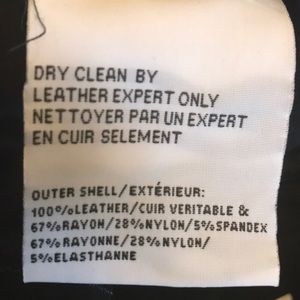 DRY CLEAN BY
LEATHER EXPERT ONLY
NETTOYER PAR UN EXPERT
EN CUIR SELEMENT
OUTER SHELL/EXTÉRIEUR:
100%LEATHER/CUIR VERITABLE &
67%RAYON/28%NYLON/5%SPANDEX
67%RAYONNE/28%NYLON/
5%ELASTHANNE